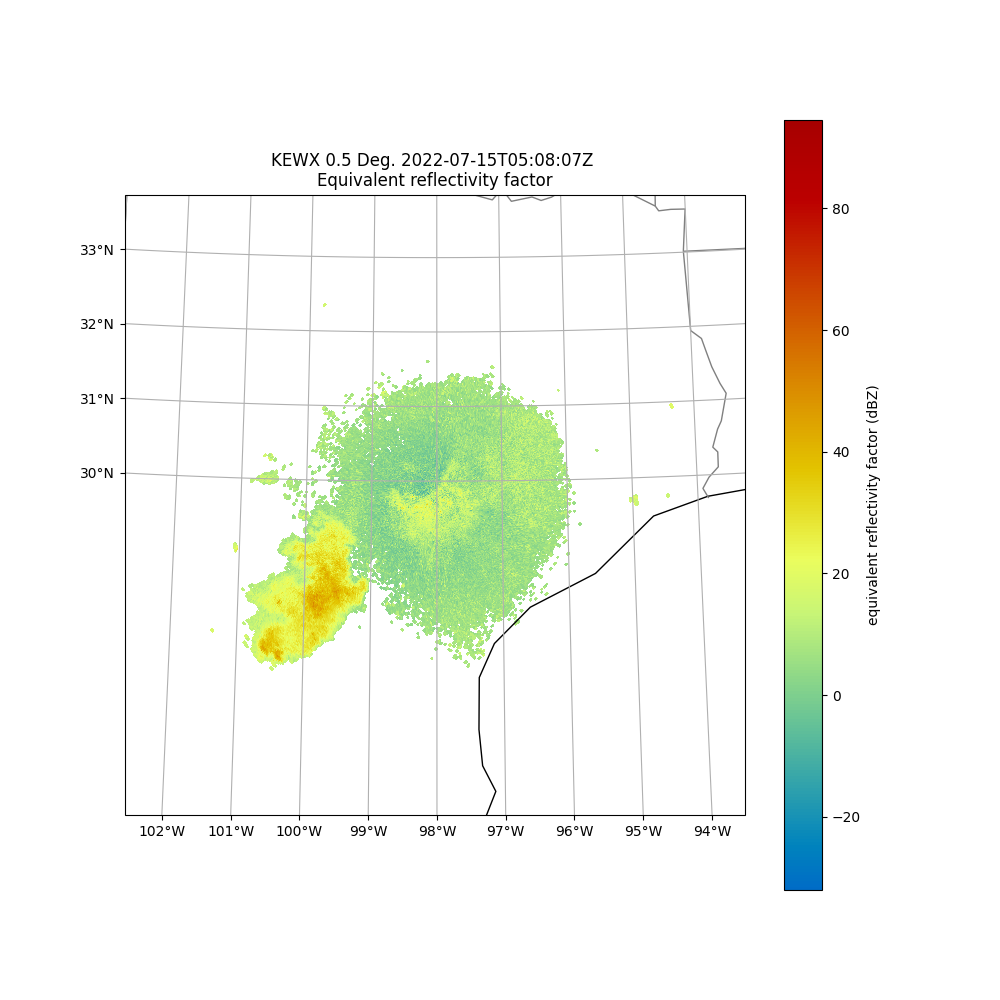 KEWX 0.5 Deg. 2022-07-15T05:08:07Z
Equivalent reflectivity factor
33°N
32°N
31°N
30°N
102°W 101°W 100°W 99°W 98°W 97°W 96°W 95°W 94°W
80
60
40
20
0
−20
equivalent reflectivity factor (dBZ)